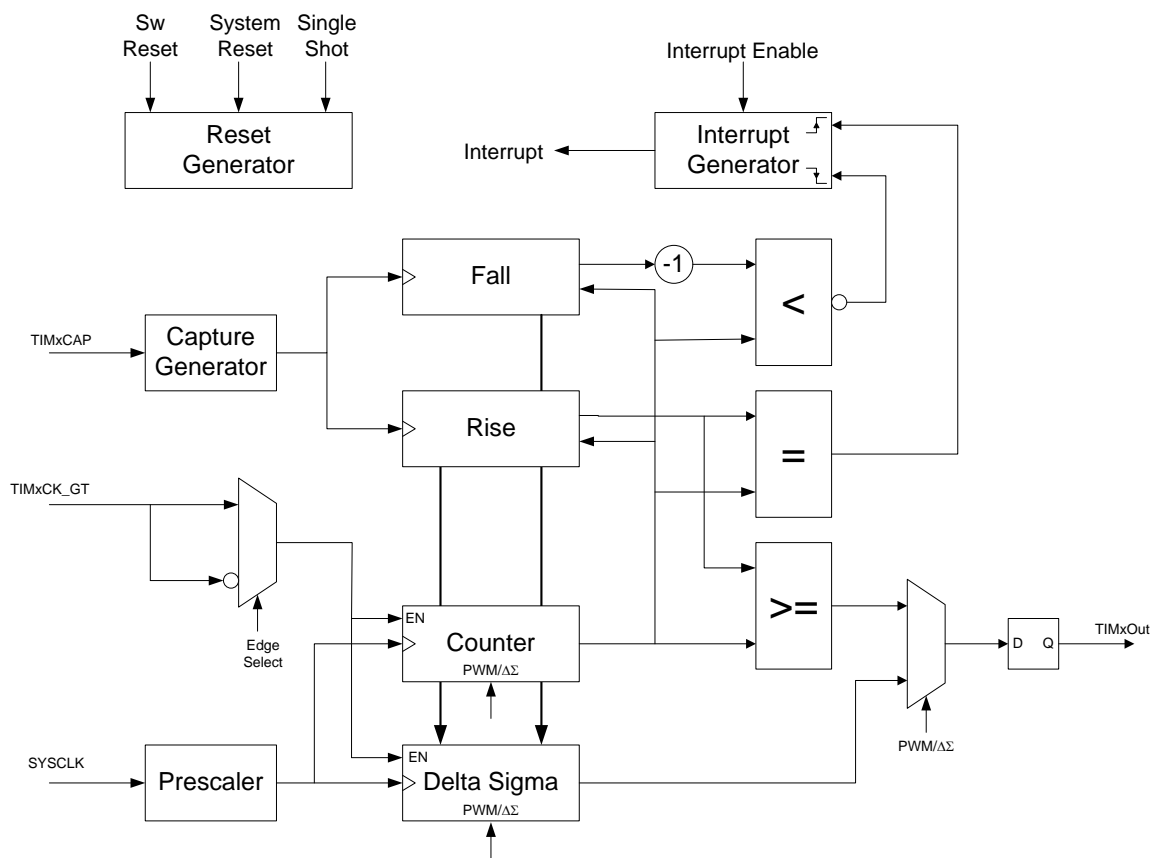 Sw
Reset
System
Reset
Single
Shot
Interrupt Enable
Reset
Generator
Interrupt
Interrupt
Generator
Fall
-1
<
TIMxCAP
Capture
Generator
Rise
=
TIMxCK_GT
Edge
Select
EN
Counter
PWM/ΔΣ
>=
D Q
TIMxOut
PWM/ΔΣ
SYSCLK
Prescaler
EN
Delta Sigma
PWM/ΔΣ